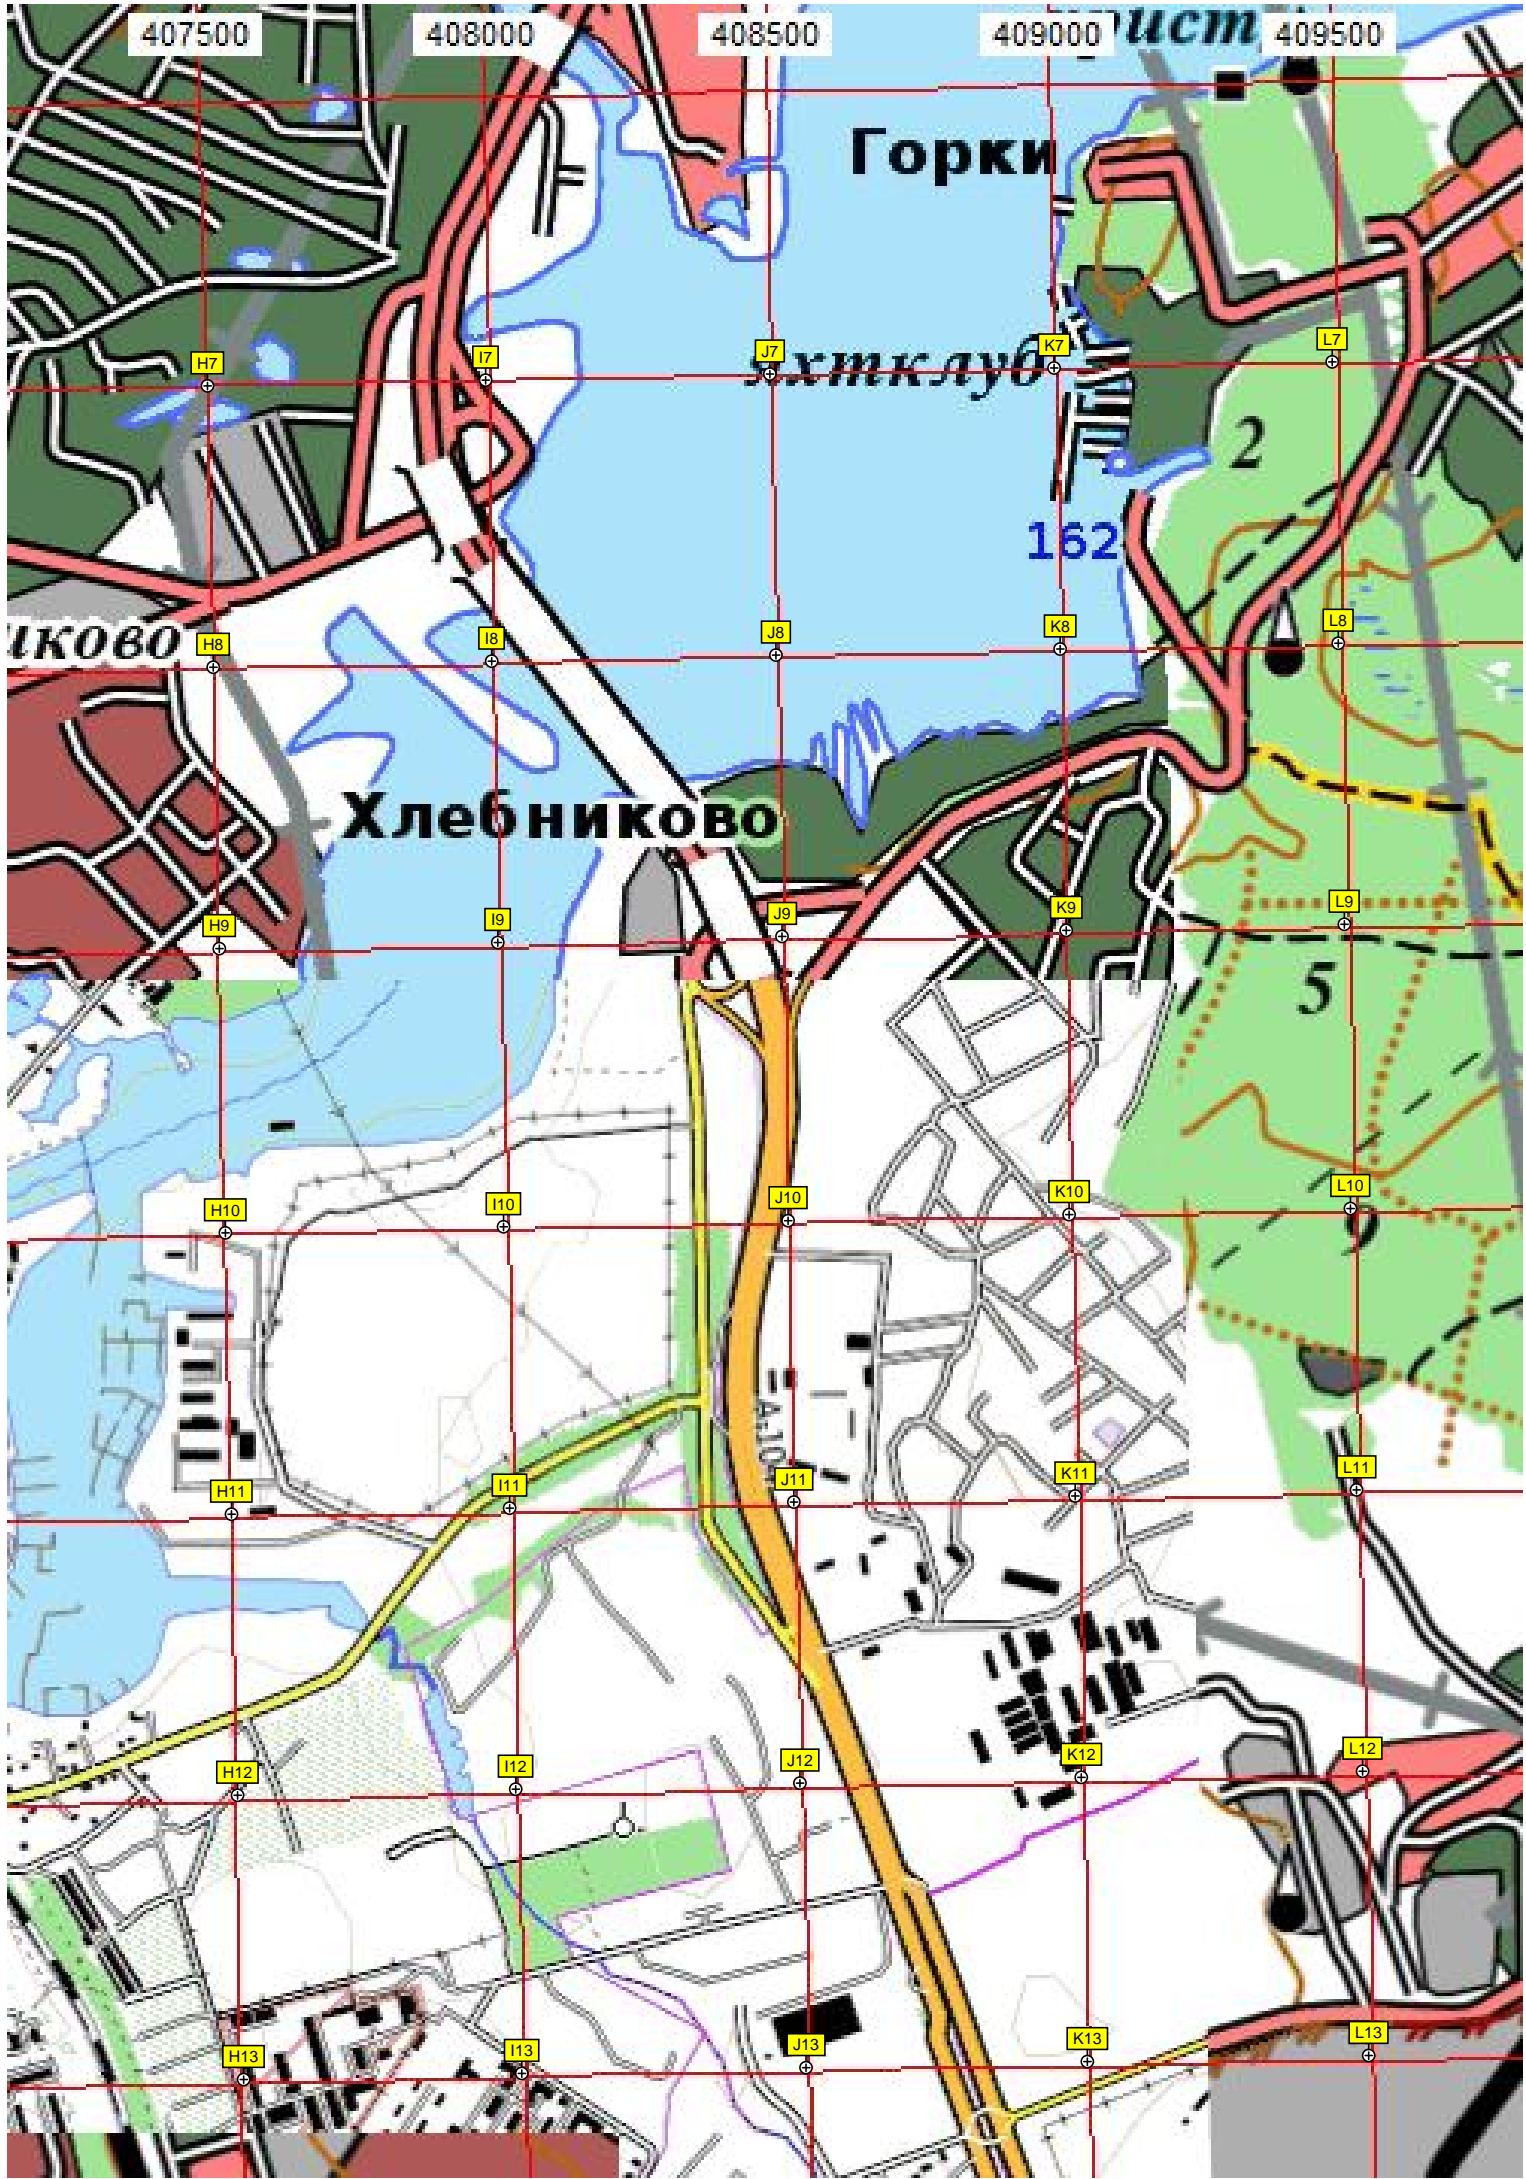 407500 408000 408500 409000 409500
Горки
H7 I7 J7 K7 L7
яхтклуб
2
162
H8 I8 J8 K8 L8
Хлебниково
H9 I9 J9 K9 L9
5
H10 I10 J10 K10 L10
9
H11 I11 J11 K11 L11
H12 I12 J12 K12 L12
H13 I13 J13 K13 L13